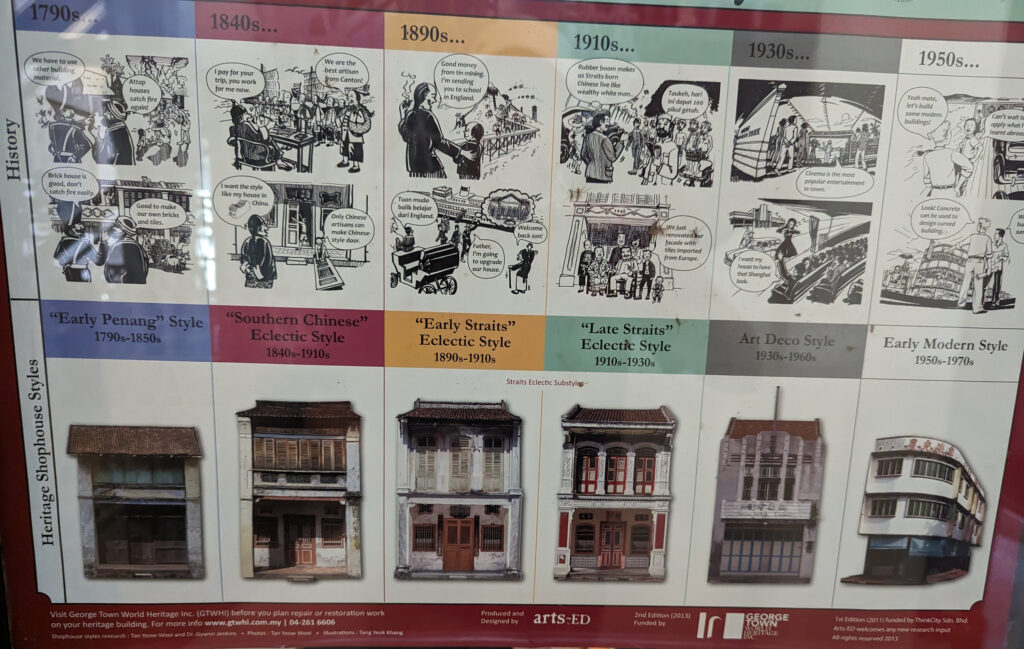 1790s...
1840s...
1890s...
1910s...
1930s...
1950s...
History
We have to use
other building
material.
Attap
houses
catch fire
again!
I pay for your
trip, you work
for me now.
We are the
best artisan
from Canton!
Good money
from tin mining.
I'm sending
you to school
in England.
Rubber boom makes
us Straits-born
Chinese live like
wealthy white man.
Taukeh, hari
ini dapat 200
pikul getah.
PARK
Cinema is the most
popular entertainment
in town.
Yeah mate,
let's build
some modern
buildings!
Can't wait
apply what
learnt abroad
Brick house is
good, don't
catch fire easily.
Good to make
our own bricks
and tiles.
I want the style
like my house in
China.
Only Chinese
artisans can
make Chinese-
style door.
Tuan muda
balik belajar
dari England.
Father,
I'm going
to upgrade
our house.
Welcome
back son!
We just
renovated our
facade with
tiles imported
from Europe.
I want my
house to have
that Shanghai
look.
Look! Concrete
can be used to
design curved
building.
Heritage Shophouse Styles
"Early Penang" Style
1790s-1850s
"Southern Chinese"
Eclectic Style
1840s-1910s
"Early Straits"
Eclectic Style
1890s-1910s
"Late Straits"
Eclectic Style
1910s-1930s
Art Deco Style
1930s-1960s
Early Modern Style
1950s-1970s
Straits Eclectic Substyles
Visit George Town World Heritage Inc. (GTWHI) before you plan repair or restoration work
on your heritage building. For more info www.gtwhi.com.my | 04-261 6606
Shophouse styles research : Tan Yeow Wooi and Dr. Gwynn Jenkins • Photos : Tan Yeow Wooi • Illustrations : Tang Yeok Khang
Produced and
Designed by
arts-ED
2nd Edition (2013)
Funded by
GEORGE
TOWN
WORLD
HERITAGE
INC.
1st Edition (2011) funded by ThinkCity Sdn. Bhd.
Arts-ED welcomes any new research input
All rights reserved 2013